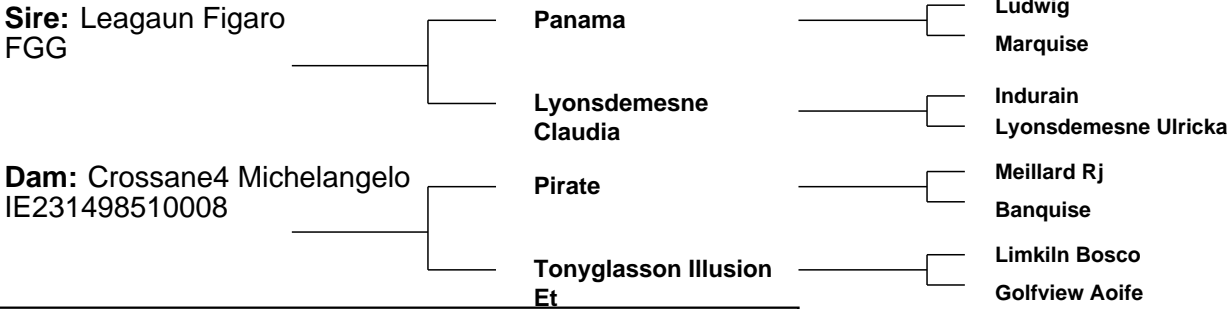 Sire: Leagaun Figaro
FGG
Panama
Ludwig
Marquise
Lyonsdemesne
Claudia
Indurain
Lyonsdemesne Ulricka
Dam: Crossane4 Michelangelo
IE231498510008
Pirate
Meillard Rj
Banquise
Tonyglasson Illusion
Et
Limkiln Bosco
Golfview Aoife